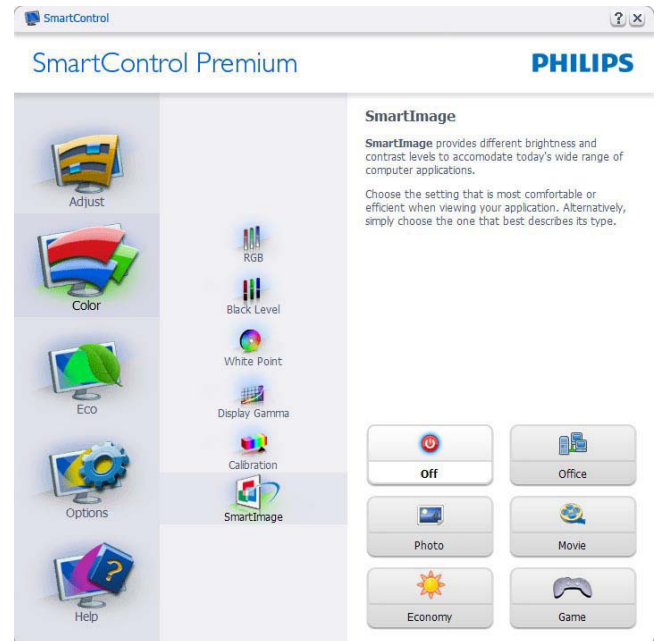 SmartControl
SmartControl Premium
PHILIPS
Adjust
Color
Eco
Options
Help
RGB
Black Level
White Point
Display Gamma
Calibration
SmartImage
SmartImage
SmartImage provides different brightness and
contrast levels to accomodate today's wide range of
computer applications.
Choose the setting that is most comfortable or
efficient when viewing your application. Alternatively,
simply choose the one that best describes its type.
Off
Office
Photo
Movie
Economy
Game